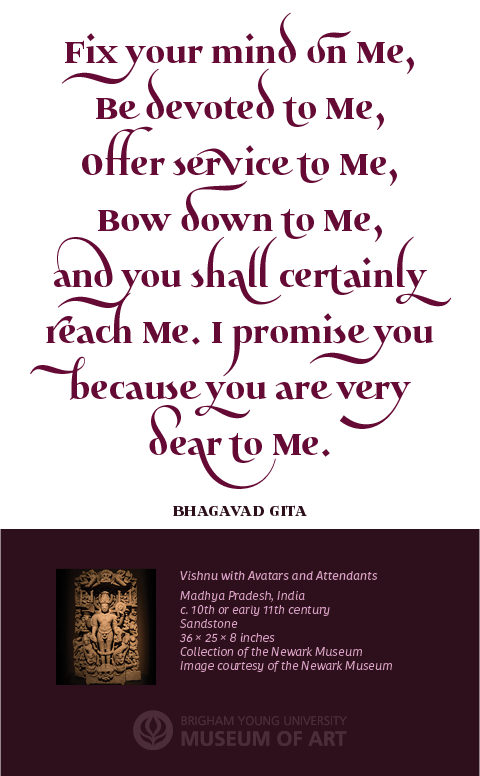 Fix your mind on Me,
Be devoted to Me,
Offer service to Me,
Bow down to Me,
and you shall certainly
reach Me. I promise you
because you are very
dear to Me.
BHAGAVAD GITA
Vishnu with Avatars and Attendants
Madhya Pradesh, India
c. 10th or early 11th century
Sandstone
36 × 25 × 8 inches
Collection of the Newark Museum
Image courtesy of the Newark Museum
BRIGHAM YOUNG UNIVERSITY
MUSEUM OF ART